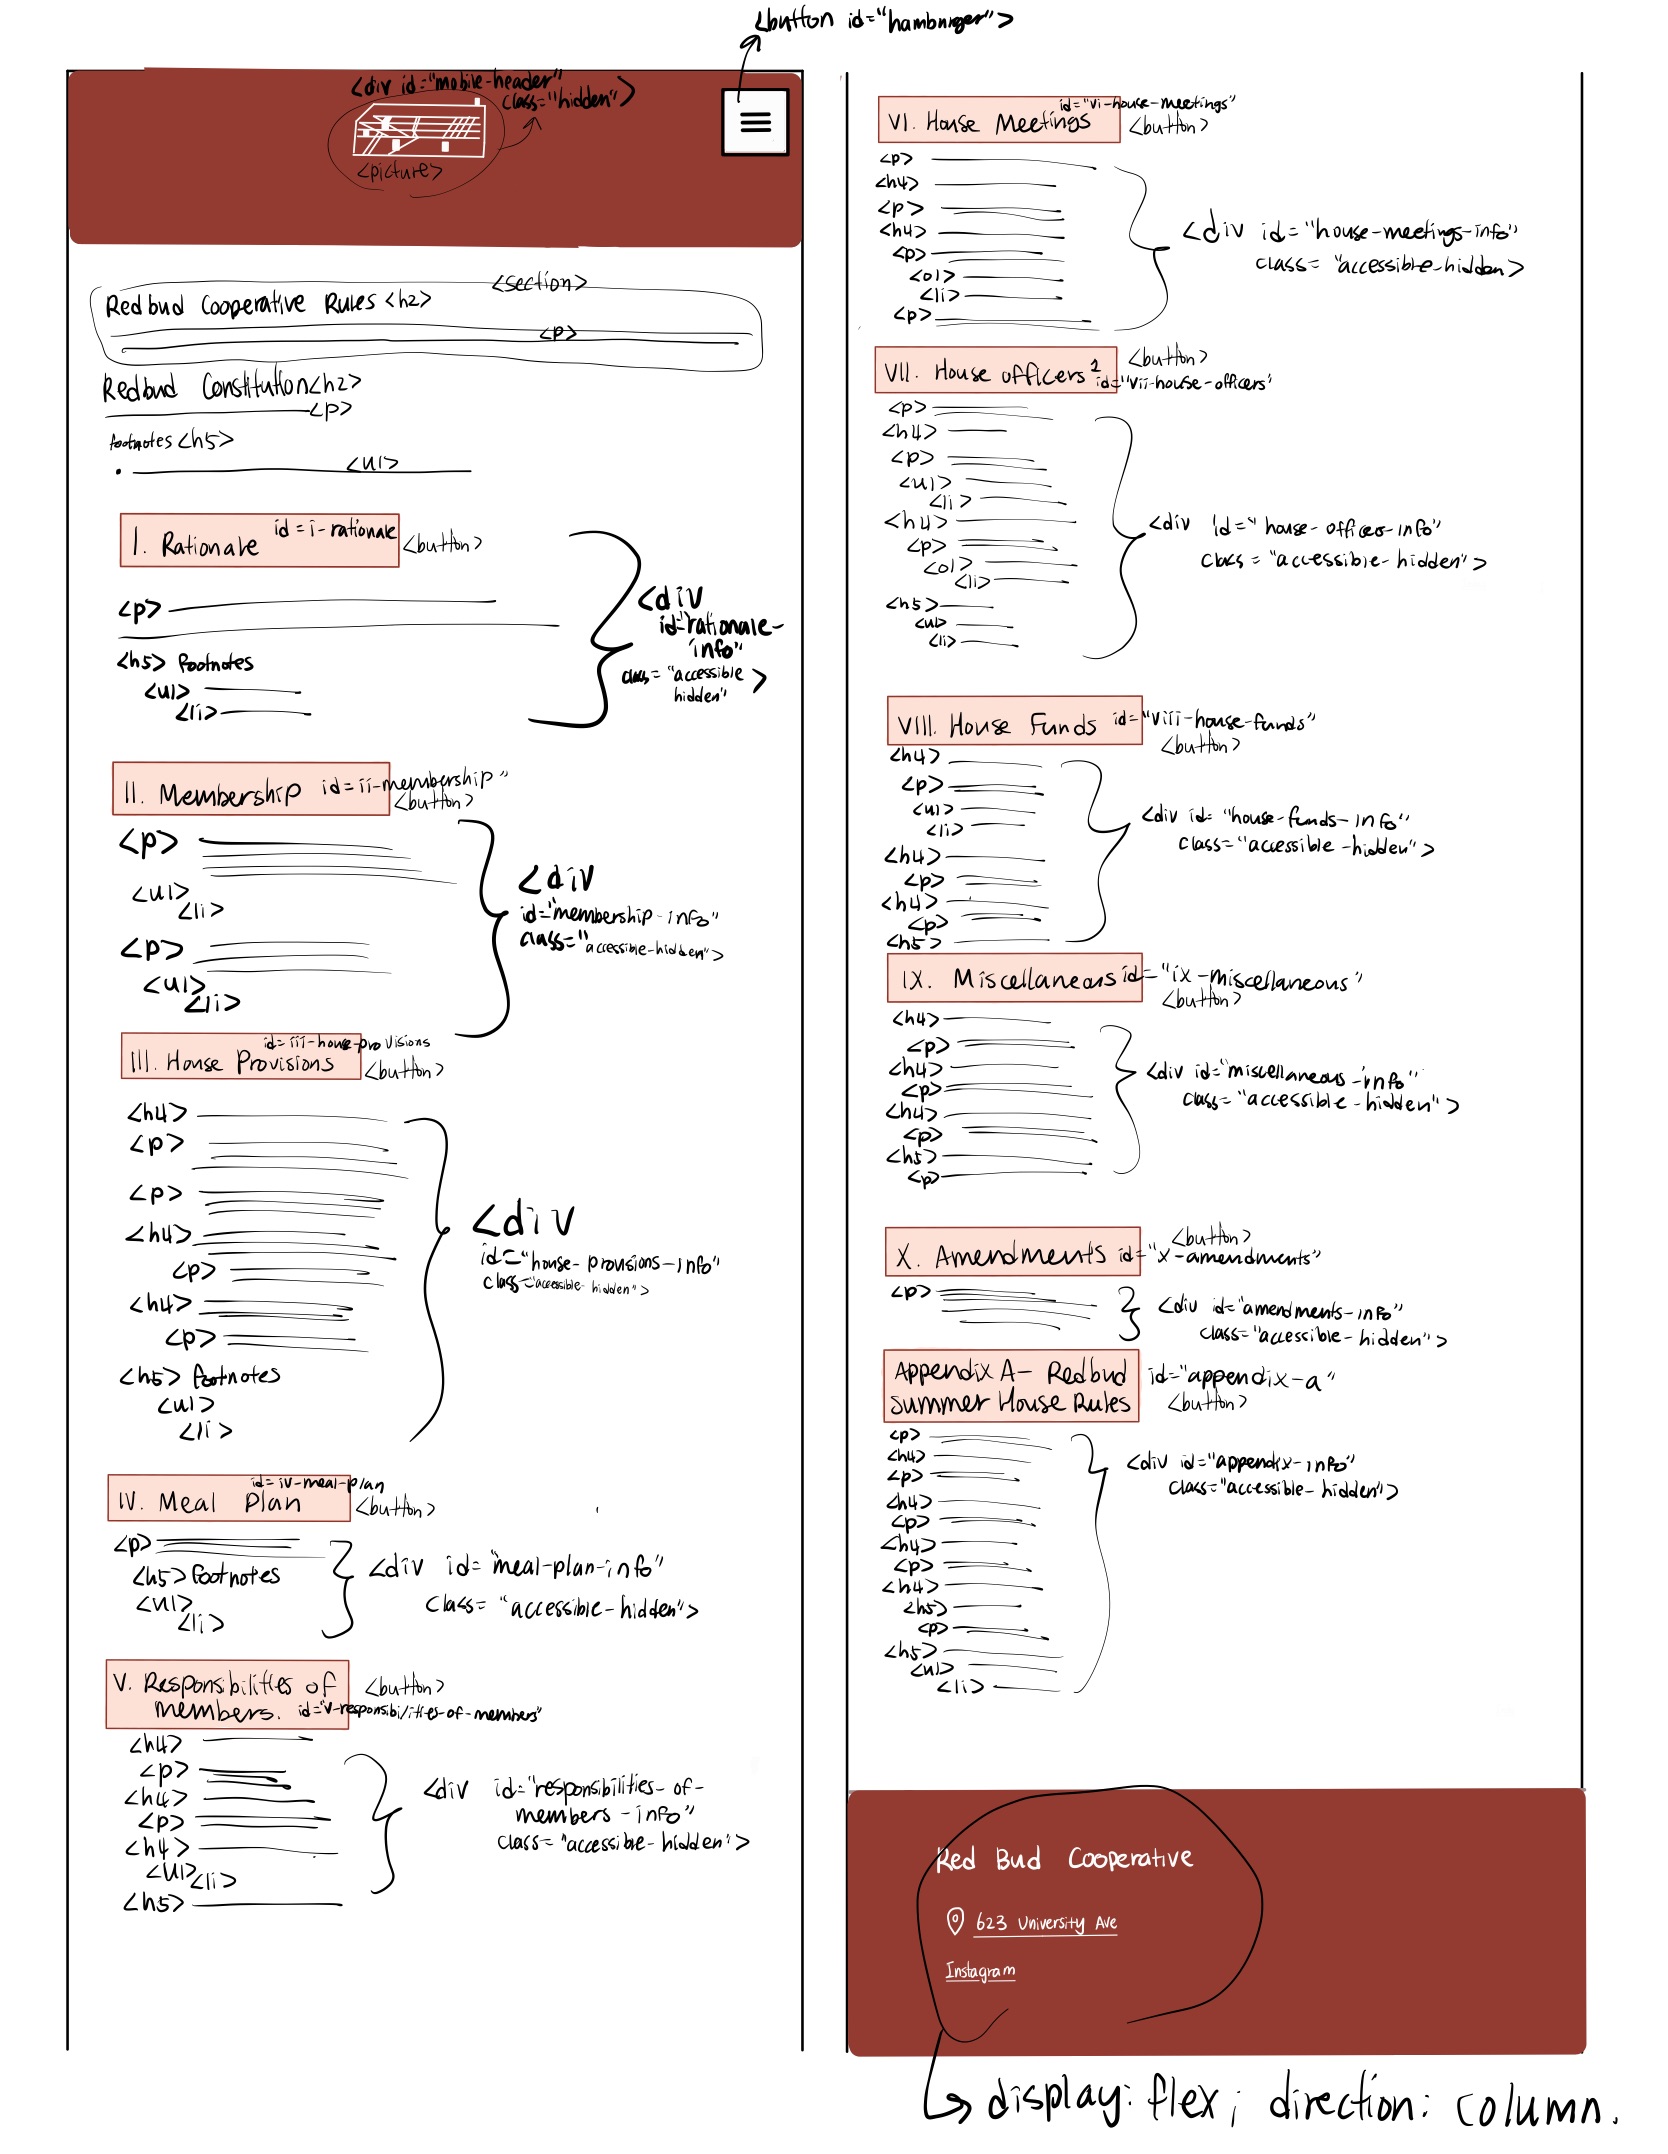 <button id="hamburger">
<div id="mobile-header"
class="hidden">
<picture>
<section>
Redbud Cooperative Rules <h2>
<p>
Redbud Constitution <h2>
<p>
footnotes <h5>
<ul>
I. Rationale id=i-rationale
<button>
<p>
<h5> footnotes
<ul>
<li>
<div
id="rationale-
info"
class="accessible
hidden">
II. Membership id=ii-membership"
<button>
<p>
<ul>
<li>
<p>
<ul>
<li>
<div
id="membership-info"
class="accessible-hidden">
id=iii-house-provisions
III. House Provisions
<button>
<h4>
<p>
<p>
<h4>
<p>
<h4>
<p>
<h5> footnotes
<ul>
<li>
<div
id="house-provisions-info"
class="accessible-hidden">
id=iv-meal-plan
IV. Meal Plan
<button>
<p>
<h5> footnotes
<ul>
<li>
<div id="meal-plan-info"
class="accessible-hidden">
V. Responsibilities of
members. id="v-responsibilities-of-members"
<button>
<h4>
<p>
<h4>
<p>
<h4>
<ul>
<li>
<h5>
<div id="responsibilities-of-
members-info"
class="accessible-hidden">
id="vi-house-meetings"
VI. House Meetings
<button>
<p>
<h4>
<p>
<h4>
<p>
<ol>
<li>
<p>
<div id="house-meetings-info"
class="accessible-hidden>
<button>
VII. House officers id="vii-house-officers"
<p>
<h4>
<p>
<ul>
<li>
<h4>
<p>
<ol>
<li>
<h5>
<ul>
<li>
<div id="house-officers-info"
class="accessible-hidden">
VIII. House Funds id="viii-house-funds"
<button>
<h4>
<p>
<ul>
<li>
<h4>
<p>
<h4>
<p>
<h5>
<div id="house-funds-info"
class="accessible-hidden">
IX. Miscellaneous id="ix-miscellaneous"
<button>
<h4>
<p>
<h4>
<p>
<h4>
<p>
<h5>
<p>
<div id="miscellaneous-info"
class="accessible-hidden">
<button>
X. Amendments id="x-amendments"
<p>
<div id="amendments-info"
class="accessible-hidden">
Appendix A- Redbud
Summer House Rules
id="appendix-a"
<button>
<p>
<h4>
<p>
<h4>
<p>
<h4>
<p>
<h4>
<h5>
<p>
<h5>
<ul>
<li>
<div id="appendix-info"
class="accessible-hidden">
Red Bud Cooperative
623 University Ave
Instagram
display: flex; direction: column.